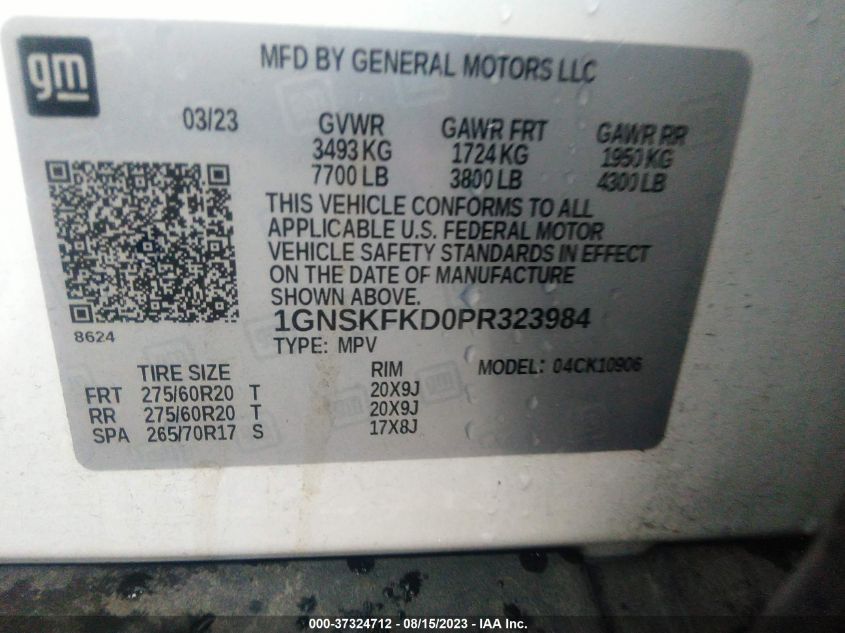 gm
MFD BY GENERAL MOTORS LLC
03/23
GVWR GAWR FRT GAWR RR
3493 KG 1724 KG 1950 KG
7700 LB 3800 LB 4300 LB
THIS VEHICLE CONFORMS TO ALL
APPLICABLE U.S. FEDERAL MOTOR
VEHICLE SAFETY STANDARDS IN EFFECT
ON THE DATE OF MANUFACTURE
SHOWN ABOVE.
1GNSKFKD0PR323984
8624
TYPE: MPV
MODEL: 04CK10906
TIRE SIZE RIM
FRT 275/60R20 T 20X9J
RR 275/60R20 T 20X9J
SPA 265/70R17 S 17X8J
000-37324712 - 08/15/2023 - IAA Inc.